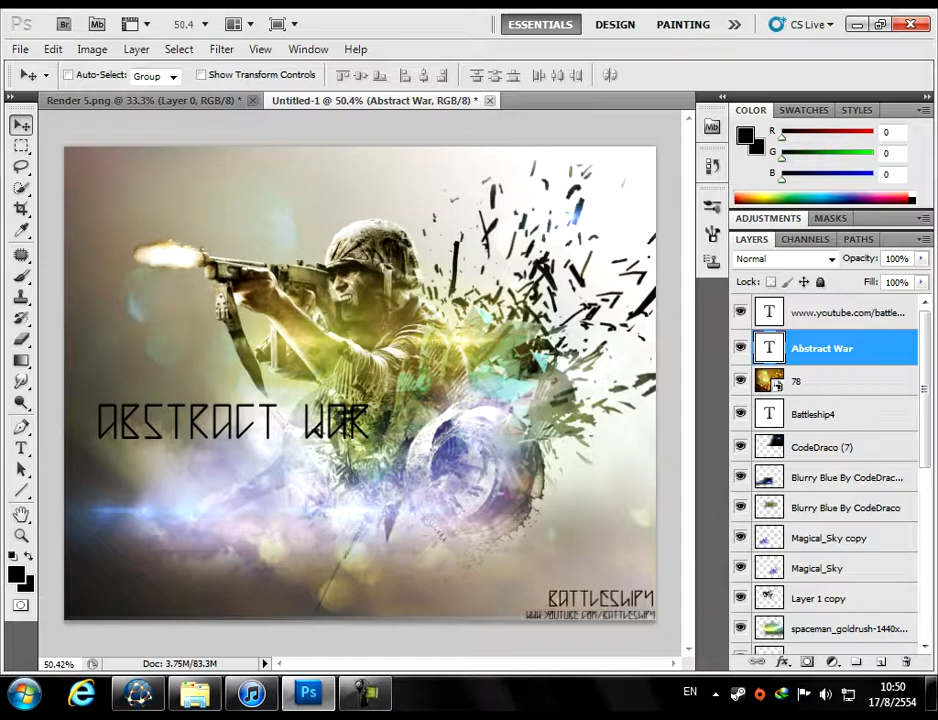 Ps
Br
Mb
50.4
ESSENTIALS
DESIGN
PAINTING
CS Live
File
Edit
Image
Layer
Select
Filter
View
Window
Help
Auto-Select:
Group
Show Transform Controls
Render 5.png @ 33.3% (Layer 0, RGB/8) *
Untitled-1 @ 50.4% (Abstract War, RGB/8) *
ABSTRACT WAR
BATTLESHIP4
WWW.YOUTUBE.COM/BATTLESHIP4
Mb
COLOR
SWATCHES
STYLES
R
0
G
0
B
0
ADJUSTMENTS
MASKS
LAYERS
CHANNELS
PATHS
Normal
Opacity:
100%
Lock:
Fill:
100%
T
www.youtube.com/battle...
T
Abstract War
78
T
Battleship4
CodeDraco (7)
Blurry Blue By CodeDrac...
Blurry Blue By CodeDraco
Magical_Sky copy
Magical_Sky
Layer 1 copy
spaceman_goldrush-1440x...
fx
50.42%
Doc: 3.75M/83.3M
Ps
EN
10:50
17/8/2554